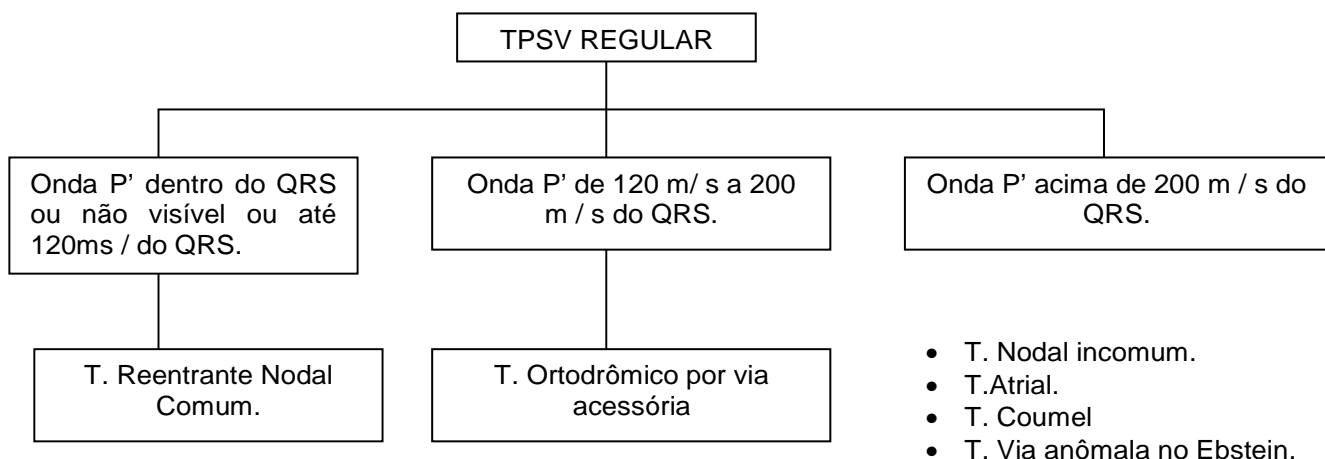 TPSV REGULAR
Onda P’ dentro do QRS
ou não visível ou até
120ms / do QRS.
Onda P’ de 120 m/ s a 200
m / s do QRS.
Onda P’ acima de 200 m / s do
QRS.
T. Reentrante Nodal
Comum.
T. Ortodrômico por via
acessória
• T. Nodal incomum.
• T.Atrial.
• T. Coumel
• T. Via anômala no Ebstein.